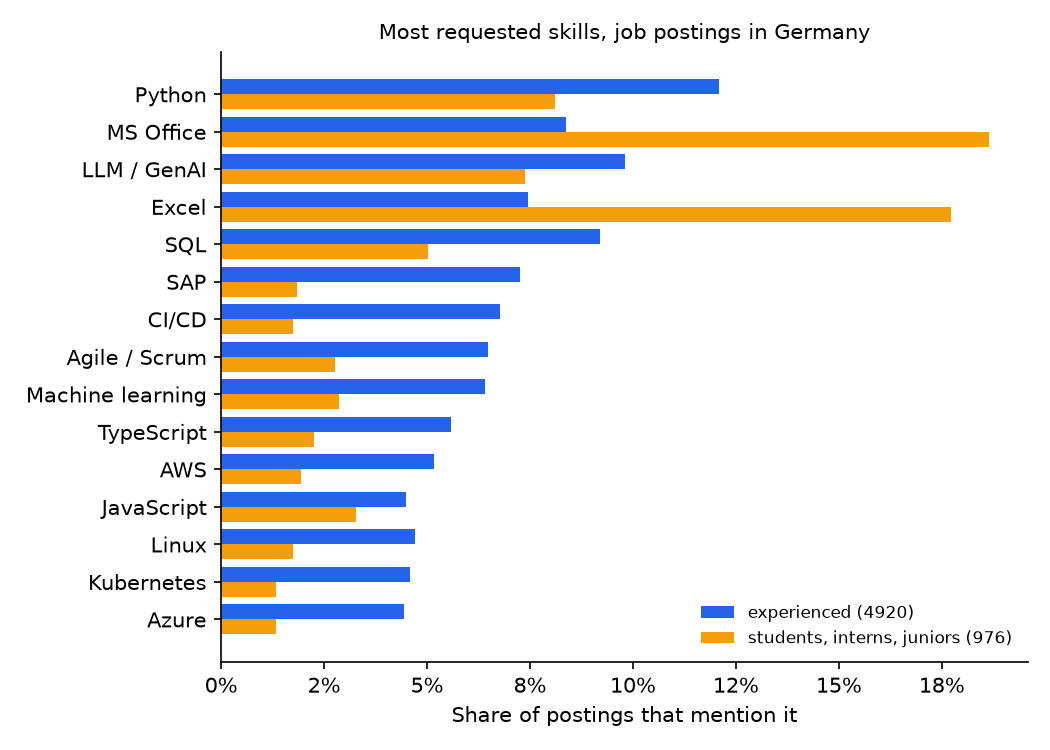 Most requested skills, job postings in Germany
Python
MS Office
LLM / GenAI
Excel
SQL
SAP
CI/CD
Agile / Scrum
Machine learning
TypeScript
AWS
JavaScript
Linux
Kubernetes
Azure
experienced (4920)
students, interns, juniors (976)
0% 2% 5% 8% 10% 12% 15% 18%
Share of postings that mention it